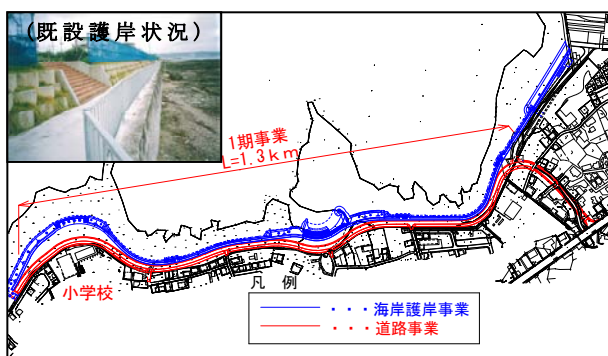 (既設護岸状況)
1期事業
L=1.3km
小学校
凡 例
・・・海岸護岸事業
・・・道路事業